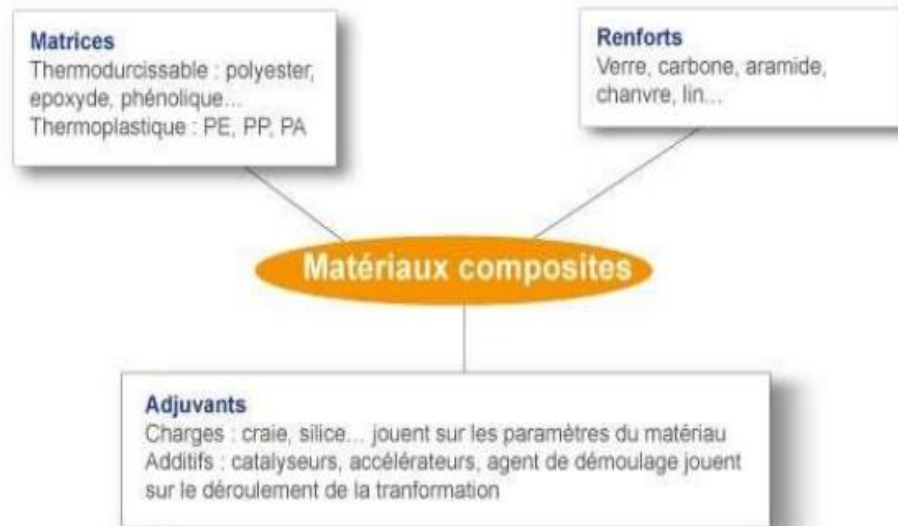 Matrices
Thermodurcissable : polyester,
epoxyde, phénolique...
Thermoplastique : PE, PP, PA
Renforts
Verre, carbone, aramide,
chanvre, lin...
Matériaux composites
Adjuvants
Charges : craie, silice... jouent sur les paramètres du matériau
Additifs : catalyseurs, accélérateurs, agent de démoulage jouent
sur le déroulement de la tranformation